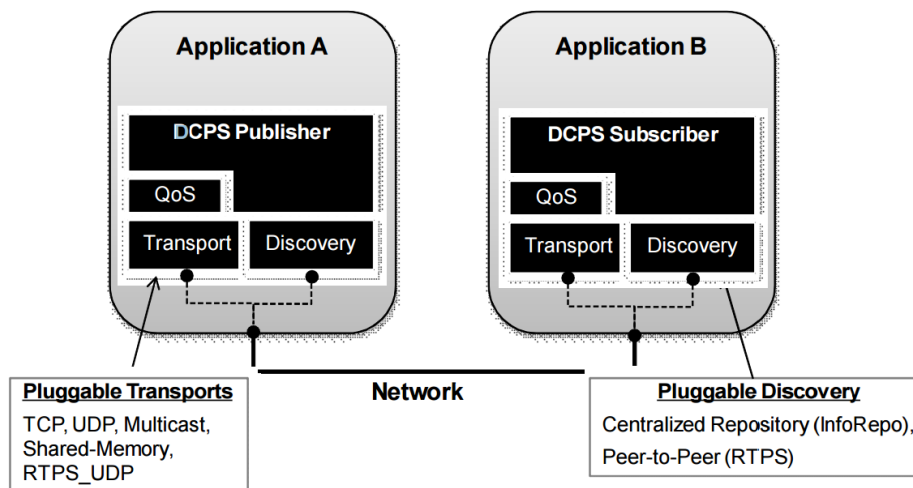 Application A
DCPS Publisher
QoS
Transport
Discovery
Application B
DCPS Subscriber
QoS
Transport
Discovery
Network
Pluggable Transports
TCP, UDP, Multicast,
Shared-Memory,
RTPS_UDP
Pluggable Discovery
Centralized Repository (InfoRepo),
Peer-to-Peer (RTPS)